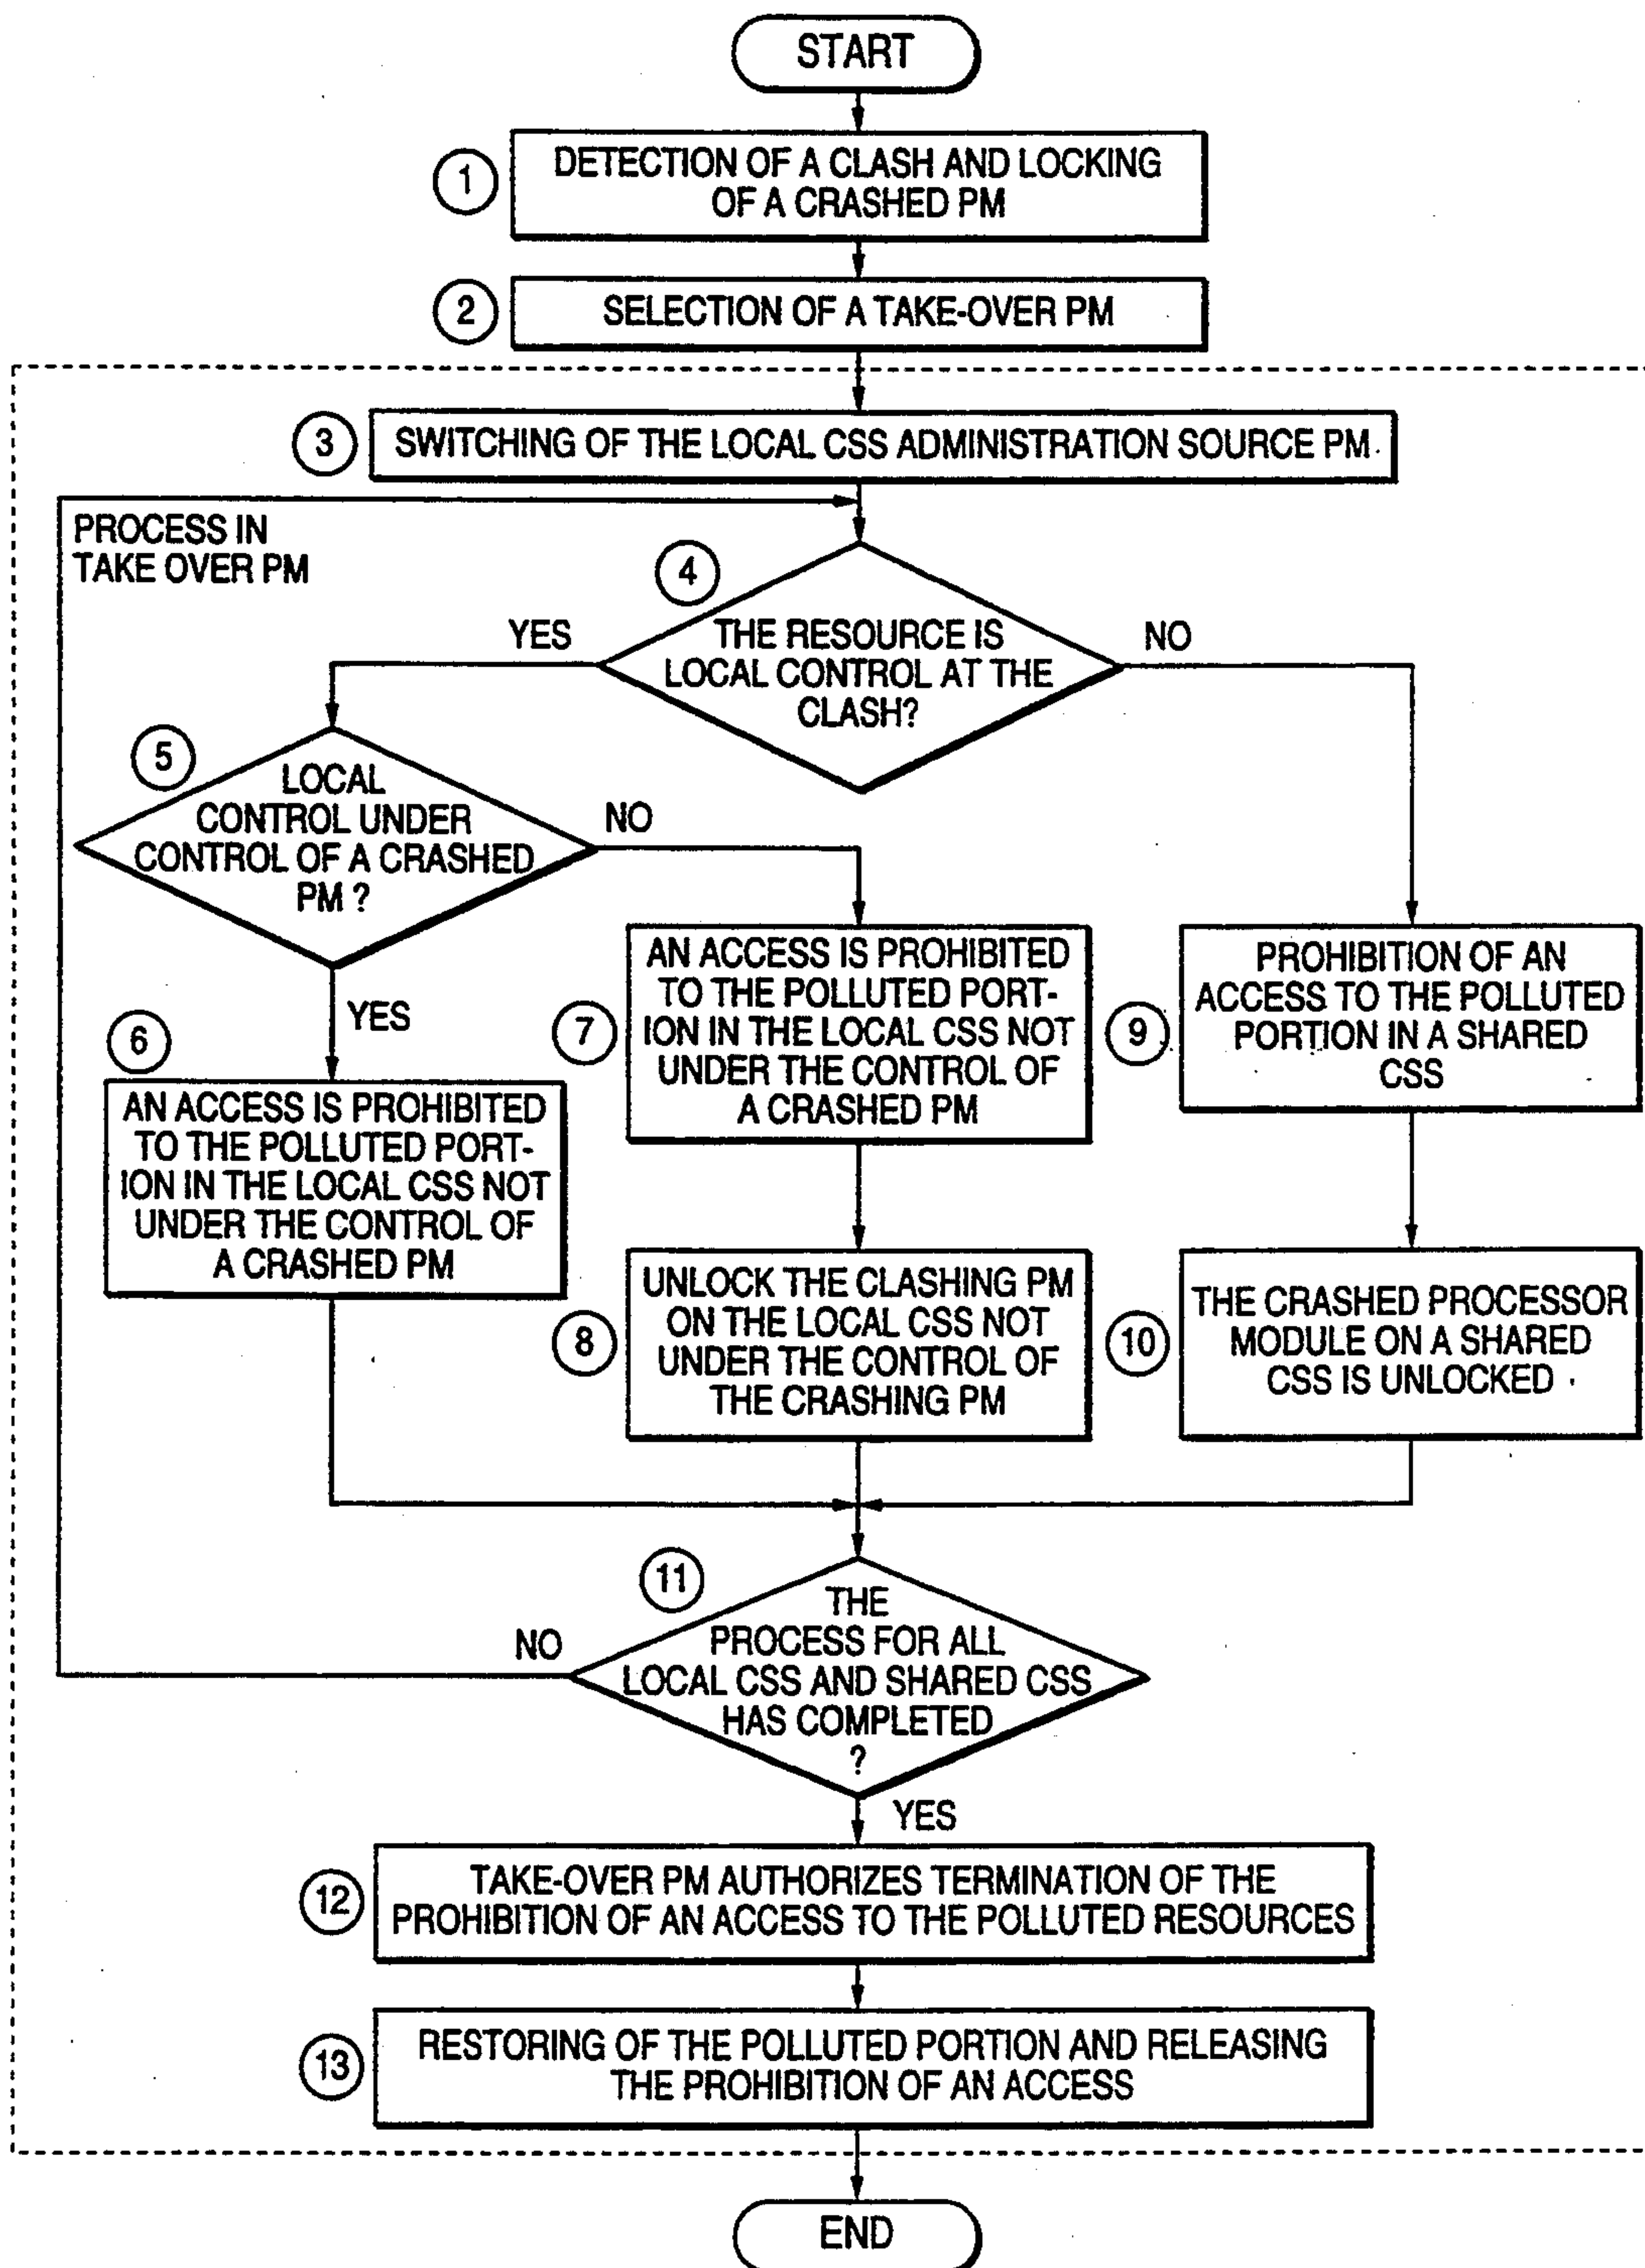 START
1
DETECTION OF A CLASH AND LOCKING
OF A CRASHED PM
2
SELECTION OF A TAKE-OVER PM
3
SWITCHING OF THE LOCAL CSS ADMINISTRATION SOURCE PM
PROCESS IN
TAKE OVER PM
4
THE RESOURCE IS
LOCAL CONTROL AT THE
CLASH?
YES
NO
5
LOCAL
CONTROL UNDER
CONTROL OF A CRASHED
PM ?
NO
YES
6
AN ACCESS IS PROHIBITED
TO THE POLLUTED PORT-
ION IN THE LOCAL CSS NOT
UNDER THE CONTROL OF
A CRASHED PM
7
AN ACCESS IS PROHIBITED
TO THE POLLUTED PORT-
ION IN THE LOCAL CSS NOT
UNDER THE CONTROL OF
A CRASHED PM
8
UNLOCK THE CLASHING PM
ON THE LOCAL CSS NOT
UNDER THE CONTROL OF
THE CRASHING PM
9
PROHIBITION OF AN
ACCESS TO THE POLLUTED
PORTION IN A SHARED
CSS
10
THE CRASHED PROCESSOR
MODULE ON A SHARED
CSS IS UNLOCKED
11
THE
PROCESS FOR ALL
LOCAL CSS AND SHARED CSS
HAS COMPLETED
?
NO
YES
12
TAKE-OVER PM AUTHORIZES TERMINATION OF THE
PROHIBITION OF AN ACCESS TO THE POLLUTED RESOURCES
13
RESTORING OF THE POLLUTED PORTION AND RELEASING
THE PROHIBITION OF AN ACCESS
END